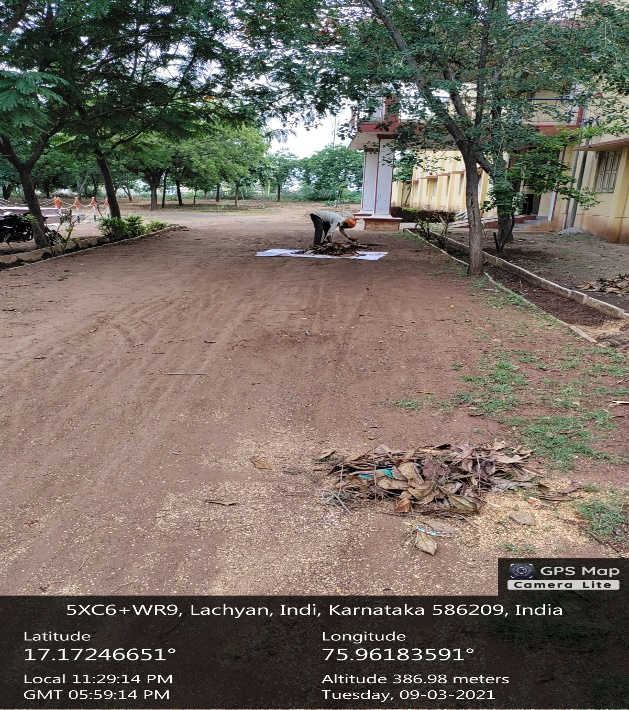 GPS Map
Camera Lite
5XC6+WR9, Lachyan, Indi, Karnataka 586209, India
Latitude
17.17246651°
Longitude
75.96183591°
Local 11:29:14 PM
GMT 05:59:14 PM
Altitude 386.98 meters
Tuesday, 09-03-2021